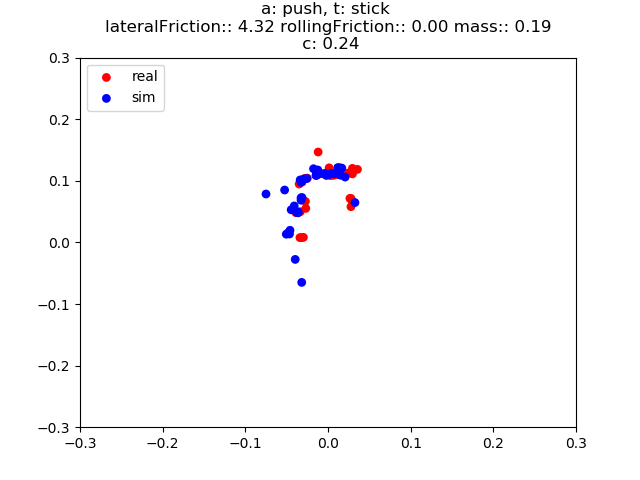 a: push, t: stick
lateralFriction:: 4.32 rollingFriction:: 0.00 mass:: 0.19
c: 0.24
real
sim
0.3
0.2
0.1
0.0
−0.1
−0.2
−0.3
−0.3
−0.2
−0.1
0.0
0.1
0.2
0.3